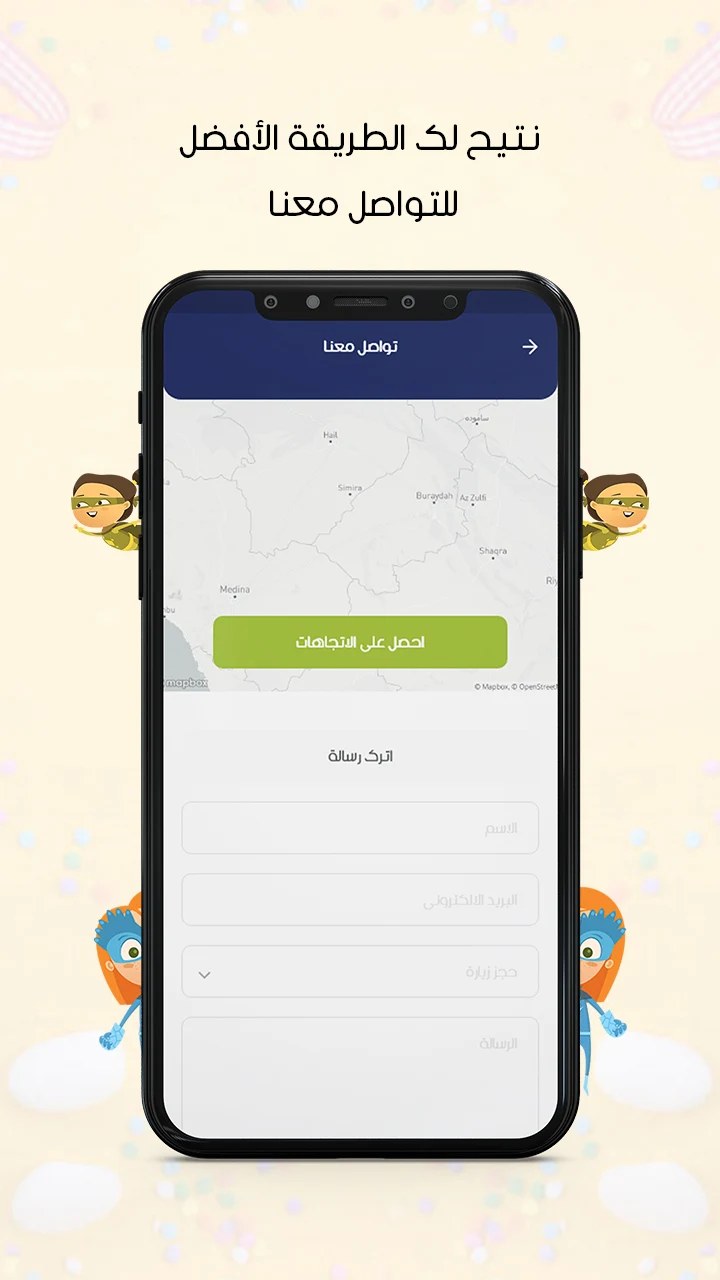 نتيح لك الطريقة الأفضل
للتواصل معنا
تواصل معنا
ساموده
Hail
Simira
Buraydah
Az Zulfi
Shaqra
Medina
احصل على الاتجاهات
mapbox
© Mapbox, © OpenStreet
اترك رسالة
الاسم
البريد الالكتروني
حجز زيارة
الرسالة